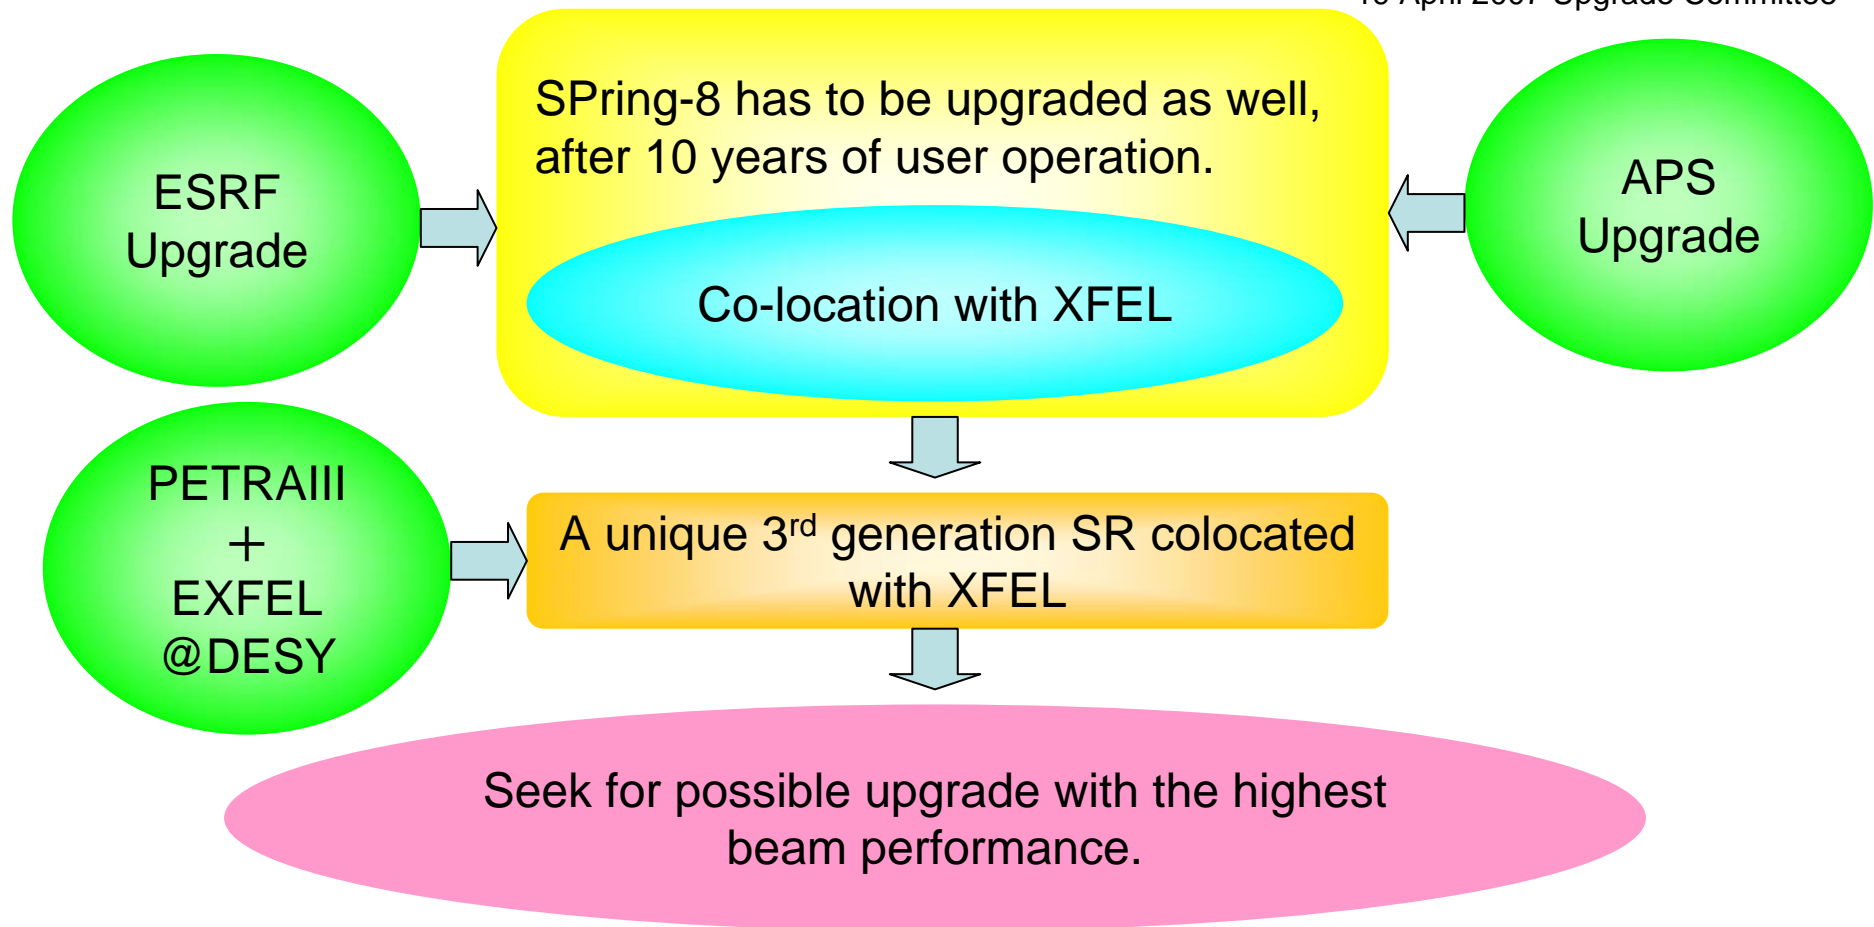 SPring-8 has to be upgraded as well,
after 10 years of user operation.
ESRF
Upgrade
APS
Upgrade
Co-location with XFEL
PETRAIII
+
EXFEL
@DESY
A unique 3rd generation SR colocated
with XFEL
Seek for possible upgrade with the highest
beam performance.